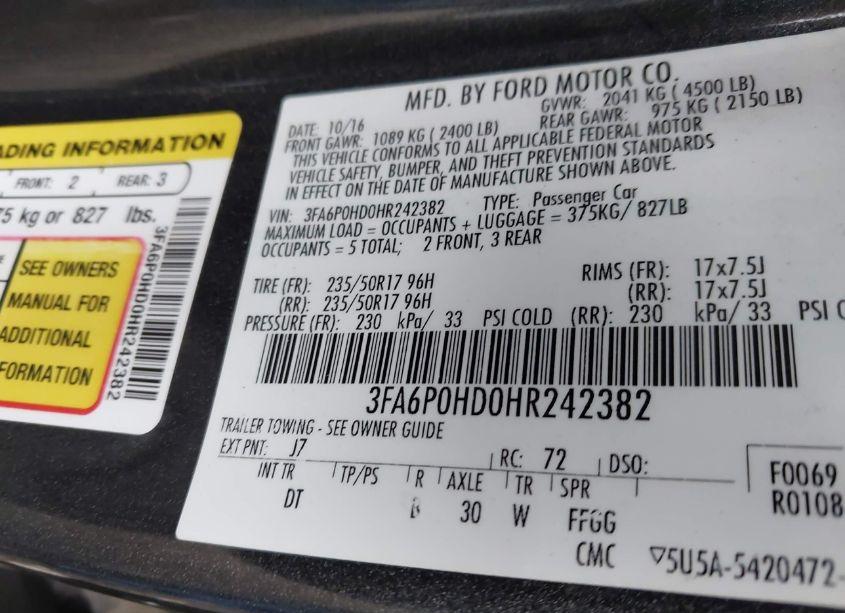 ADING INFORMATION
FRONT: 2 REAR: 3
75 kg or 827 lbs.
SEE OWNERS
MANUAL FOR
ADDITIONAL
FORMATION
3FA6P0HD0HR242382
MFD. BY FORD MOTOR CO.
DATE: 10/16 GVWR: 2041 KG ( 4500 LB)
FRONT GAWR: 1089 KG ( 2400 LB) REAR GAWR: 975 KG ( 2150 LB)
THIS VEHICLE CONFORMS TO ALL APPLICABLE FEDERAL MOTOR
VEHICLE SAFETY, BUMPER, AND THEFT PREVENTION STANDARDS
IN EFFECT ON THE DATE OF MANUFACTURE SHOWN ABOVE.
VIN: 3FA6P0HD0HR242382 TYPE: Passenger Car
MAXIMUM LOAD = OCCUPANTS + LUGGAGE = 375KG/ 827LB
OCCUPANTS = 5 TOTAL; 2 FRONT, 3 REAR
TIRE (FR): 235/50R17 96H RIMS (FR): 17x7.5J
(RR): 235/50R17 96H (RR): 17x7.5J
PRESSURE (FR): 230 kPa/ 33 PSI COLD (RR): 230 kPa/ 33 PSI C
3FA6P0HD0HR242382
TRAILER TOWING - SEE OWNER GUIDE
EXT PNT: J7 RC: 72 DSO: F0069
INT TR TP/PS R AXLE TR SPR R0108
DT 30 W FFGG
CMC ▽5U5A-5420472-